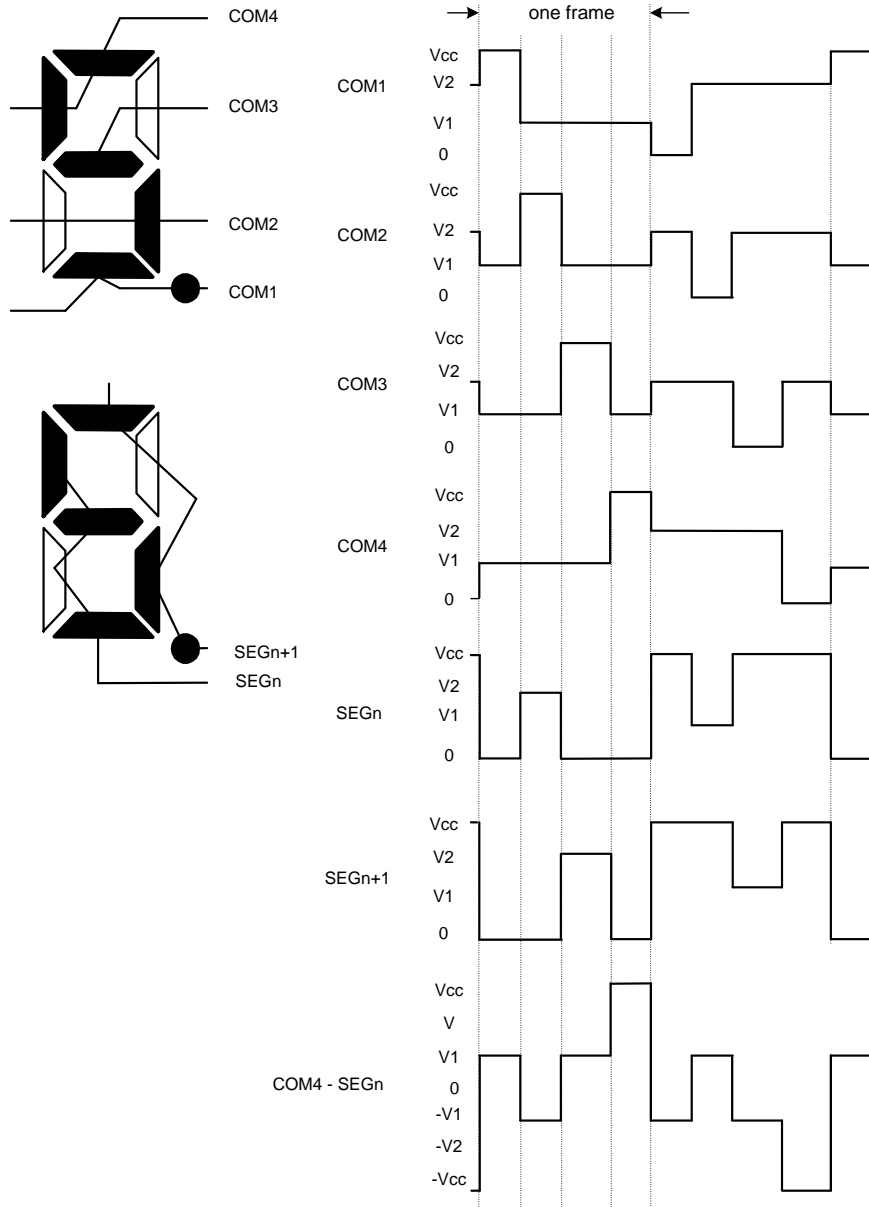 COM4
COM3
COM2
COM1
SEGn+1
SEGn
one frame
COM1
Vcc
V2
V1
0
COM2
Vcc
V2
V1
0
COM3
Vcc
V2
V1
0
COM4
Vcc
V2
V1
0
SEGn
Vcc
V2
V1
0
SEGn+1
Vcc
V2
V1
0
COM4 - SEGn
Vcc
V
V1
0
-V1
-V2
-Vcc